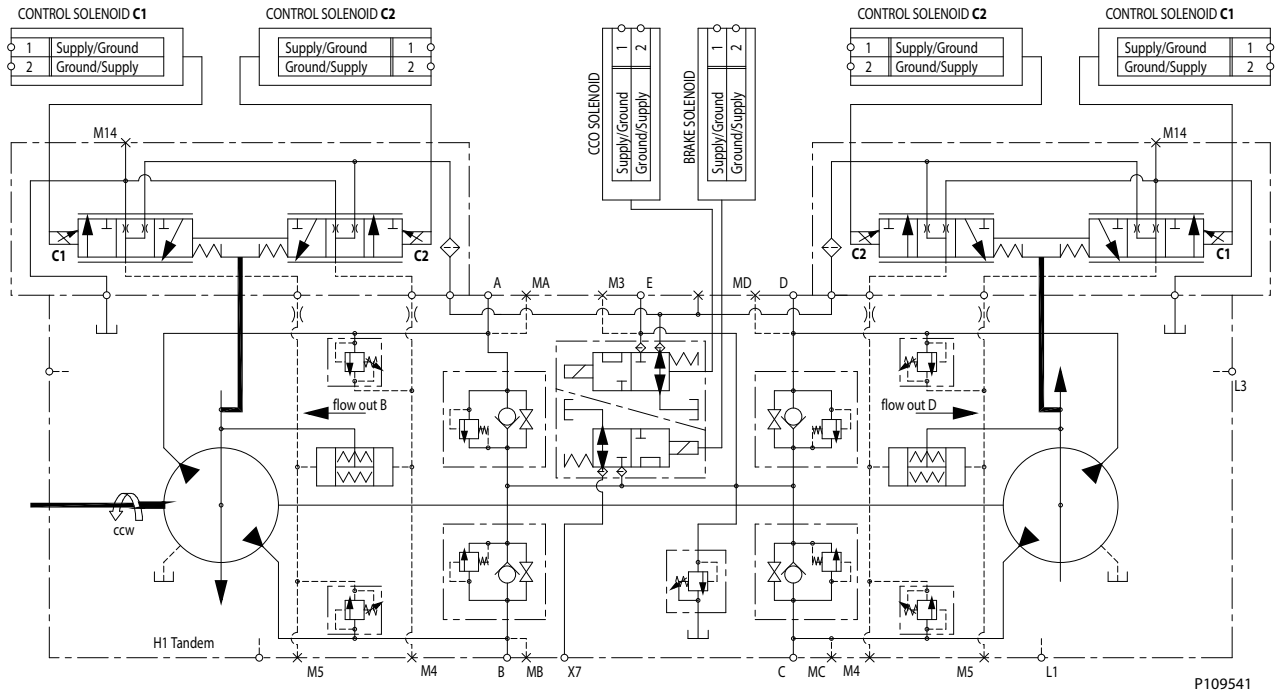 CONTROL SOLENOID C1
CONTROL SOLENOID C2
CONTROL SOLENOID C2
CONTROL SOLENOID C1
1 Supply/Ground
2 Ground/Supply
Supply/Ground 1
Ground/Supply 2
CCO SOLENOID
Supply/Ground 1
Ground/Supply 2
BRAKE SOLENOID
Supply/Ground 1
Ground/Supply 2
1 Supply/Ground
2 Ground/Supply
Supply/Ground 1
Ground/Supply 2
M14
M14
C1
C2
C2
C1
A
MA
M3
E
MD
D
L3
flow out B
flow out D
ccw
H1 Tandem
M5
M4
B
MB
X7
C
MC
M4
M5
L1
P109541